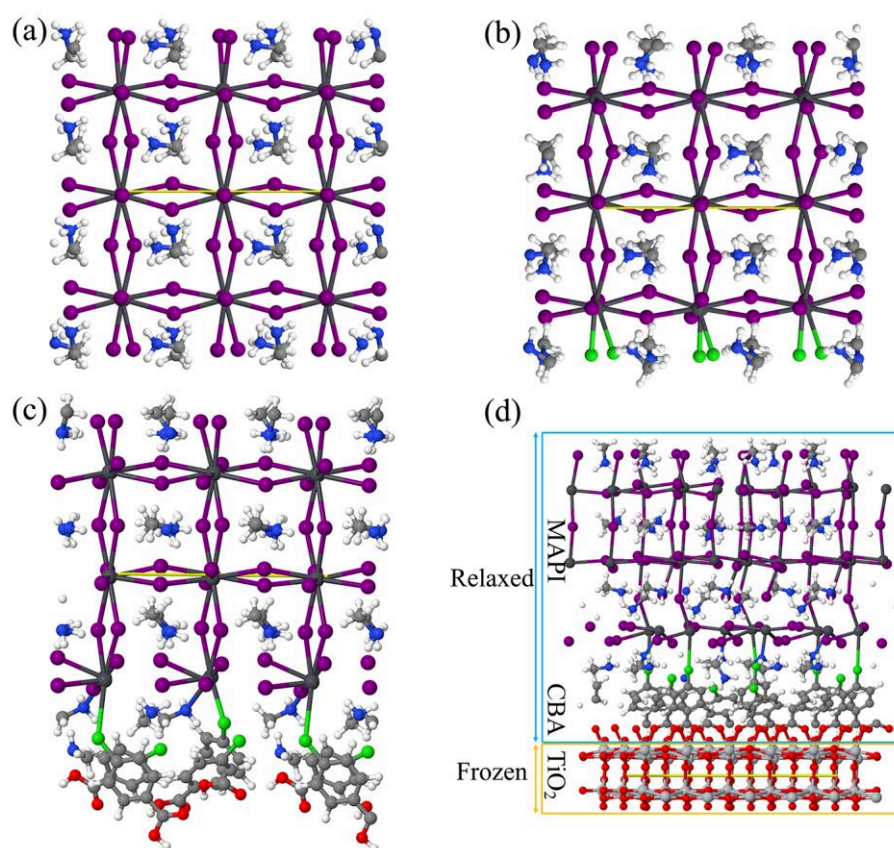 (a)
(b)
(c)
(d)
Relaxed
MAPI
CBA
Frozen
TiO₂